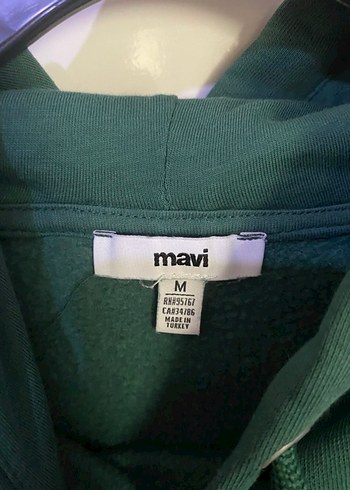 mavi
M
RN#95767
CA#34786
MADE IN
TURKEY